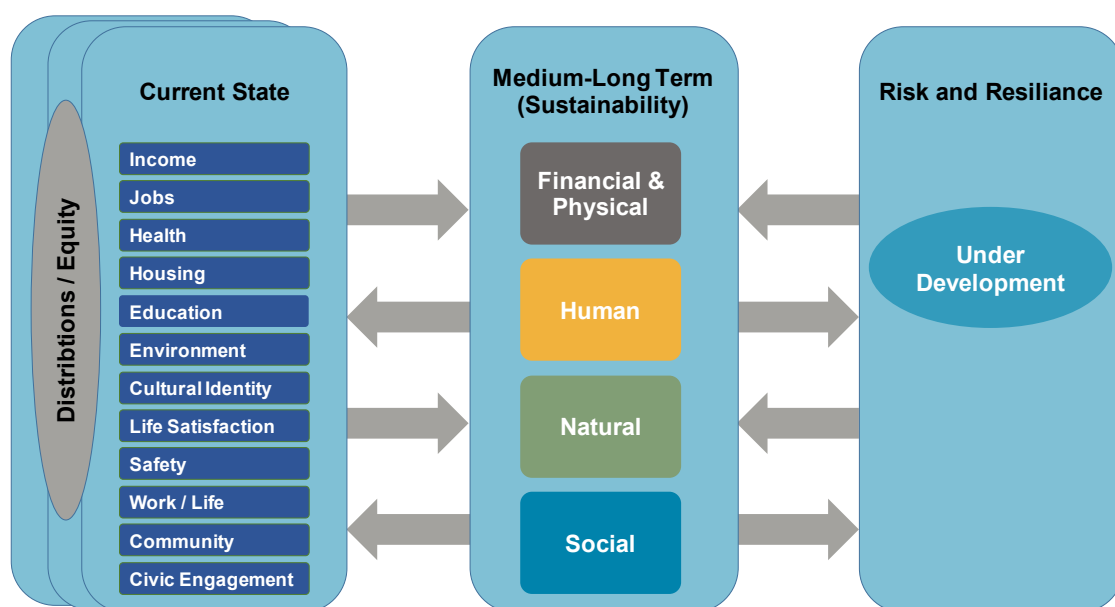 Distribtions / Equity
Current State
Income
Jobs
Health
Housing
Education
Environment
Cultural Identity
Life Satisfaction
Safety
Work / Life
Community
Civic Engagement
Medium-Long Term
(Sustainability)
Financial &
Physical
Human
Natural
Social
Risk and Resiliance
Under
Development